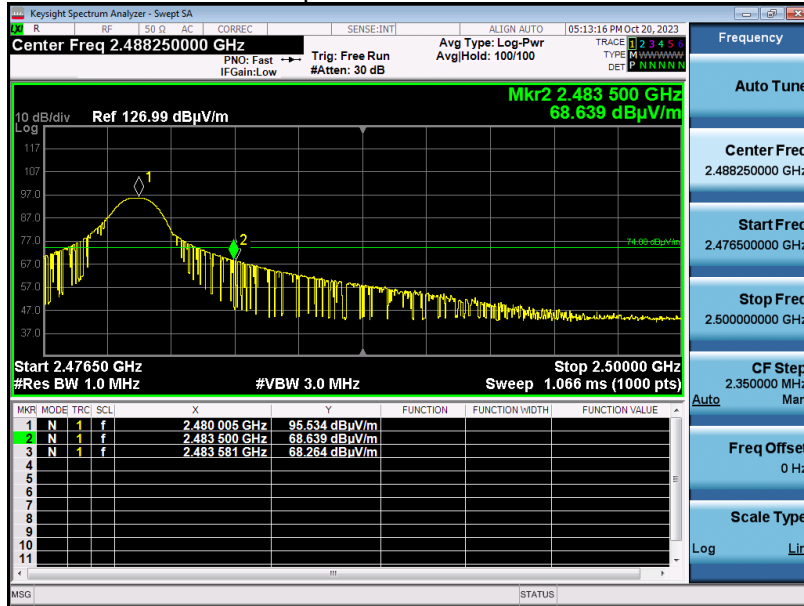 Keysight Spectrum Analyzer - Swept SA
LXI R RF 50 Ω AC CORREC SENSE:INT ALIGN AUTO 05:13:16 PM Oct 20, 2023
Center Freq 2.488250000 GHz
PNO: Fast
IFGain:Low
Trig: Free Run
#Atten: 30 dB
Avg Type: Log-Pwr
Avg|Hold: 100/100
TRACE 1 2 3 4 5 6
TYPE M WWWWW
DET P N N N N N
Mkr2 2.483 500 GHz
68.639 dBµV/m
10 dB/div
Log
Ref 126.99 dBµV/m
117
107
97.0
87.0
77.0
67.0
57.0
47.0
37.0
1
2
74.00 dBµV/m
Start 2.47650 GHz
#Res BW 1.0 MHz
#VBW 3.0 MHz
Stop 2.50000 GHz
Sweep 1.066 ms (1000 pts)
MKR MODE TRC SCL X Y FUNCTION FUNCTION WIDTH FUNCTION VALUE
1 N 1 f 2.480 005 GHz 95.534 dBµV/m
2 N 1 f 2.483 500 GHz 68.639 dBµV/m
3 N 1 f 2.483 581 GHz 68.264 dBµV/m
4
5
6
7
8
9
10
11
MSG
STATUS
Frequency
Auto Tune
Center Freq
2.488250000 GHz
Start Freq
2.476500000 GHz
Stop Freq
2.500000000 GHz
CF Step
2.350000 MHz
Auto Man
Freq Offset
0 Hz
Scale Type
Log Lin